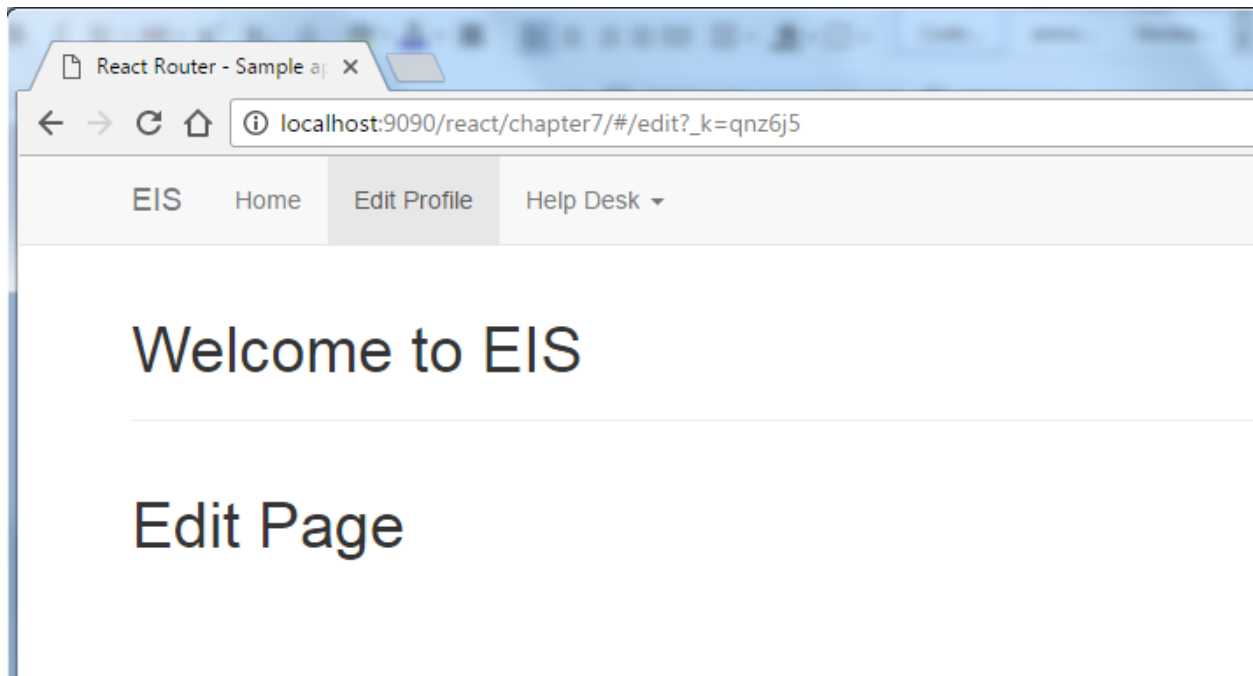 React Router - Sample ap
localhost:9090/react/chapter7/#/edit?_k=qnz6j5
EIS Home Edit Profile Help Desk
Welcome to EIS
Edit Page